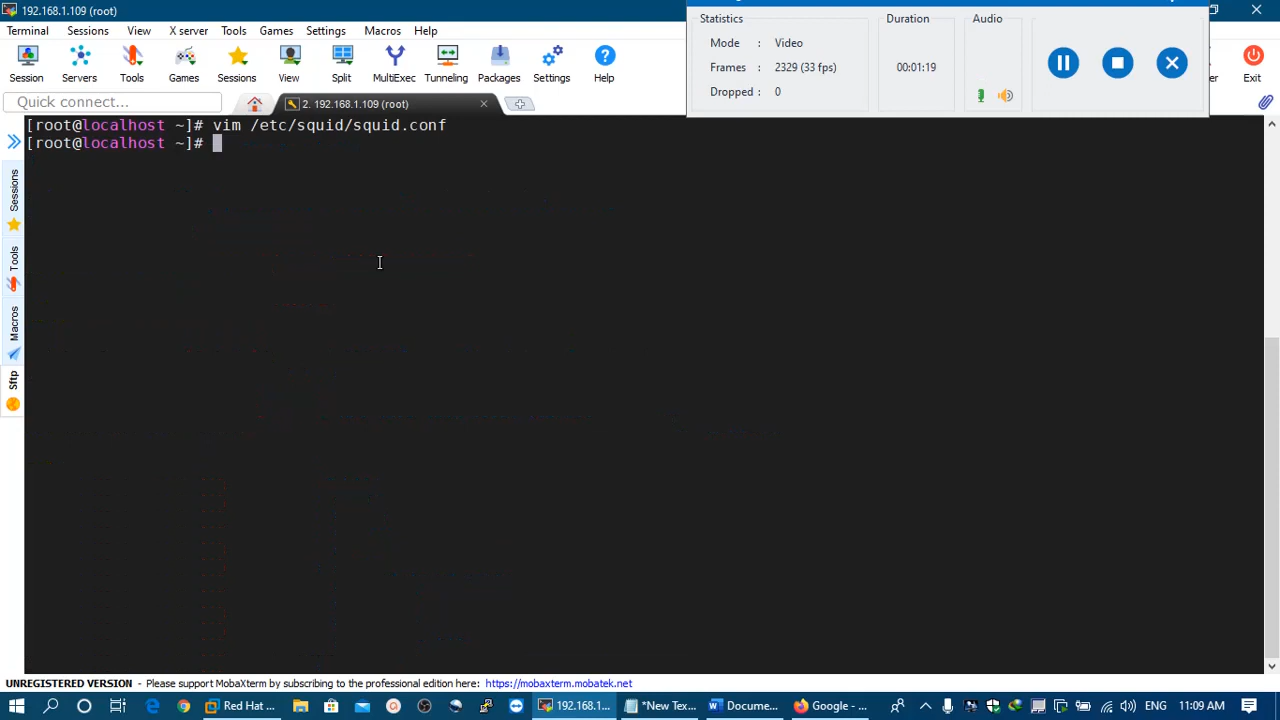 192.168.1.109 (root)
Terminal Sessions View X server Tools Games Settings Macros Help
Session Servers Tools Games Sessions View Split MultiExec Tunneling Packages Settings Help
Exit
Quick connect...
2. 192.168.1.109 (root)
Statistics
Mode : Video
Frames : 2329 (33 fps)
Dropped : 0
Duration
00:01:19
Audio
[root@localhost ~]# vim /etc/squid/squid.conf
[root@localhost ~]#
Sessions
Tools
Macros
Sftp
UNREGISTERED VERSION - Please support MobaXterm by subscribing to the professional edition here: https://mobaxterm.mobatek.net
Red Hat ...
192.168.1...
*New Tex...
Docume...
Google - ...
ENG
11:09 AM